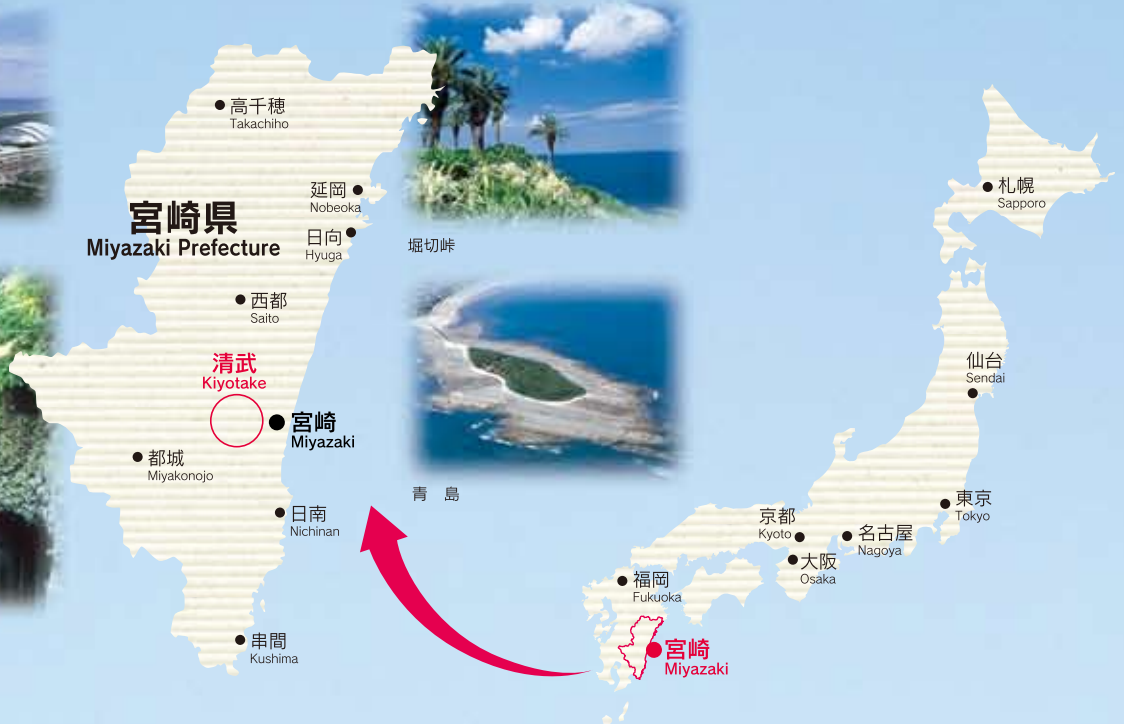 高千穂
Takachiho
延岡
Nobeoka
宮崎県
Miyazaki Prefecture
日向
Hyuga
西都
Saito
清武
Kiyotake
宮崎
Miyazaki
都城
Miyakonojo
日南
Nichinan
串間
Kushima
堀切峠
青 島
札幌
Sapporo
仙台
Sendai
東京
Tokyo
京都
Kyoto
名古屋
Nagoya
大阪
Osaka
福岡
Fukuoka
宮崎
Miyazaki